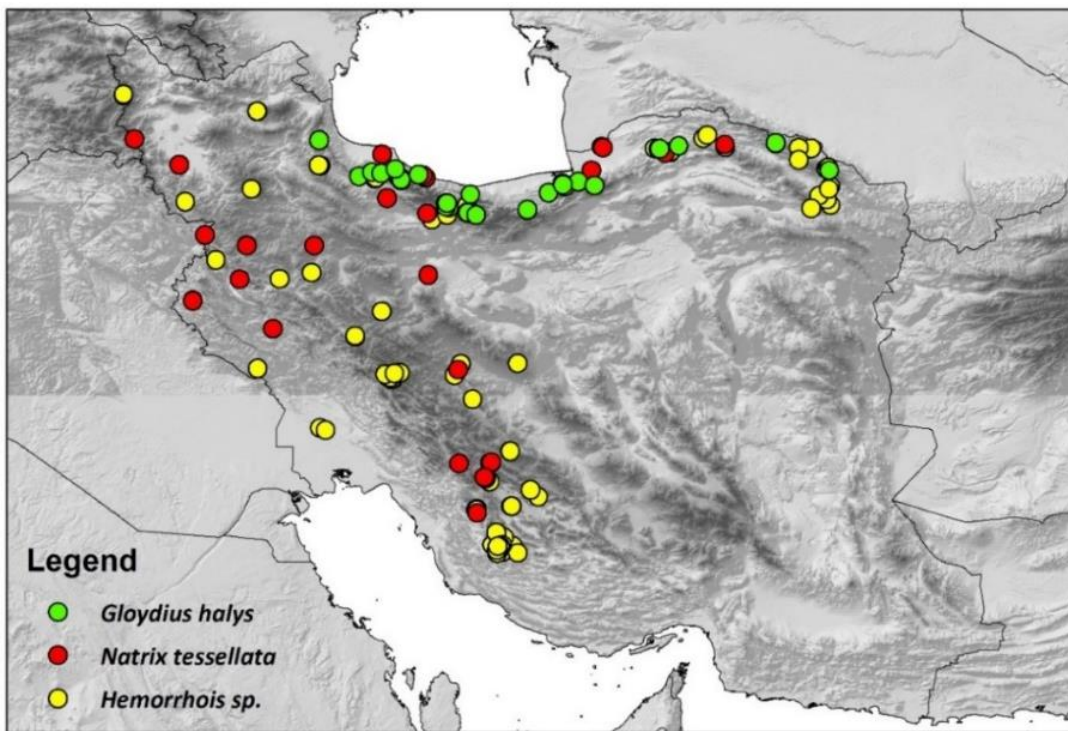 Legend
Gloydius halys
Natrix tessellata
Hemorrhois sp.